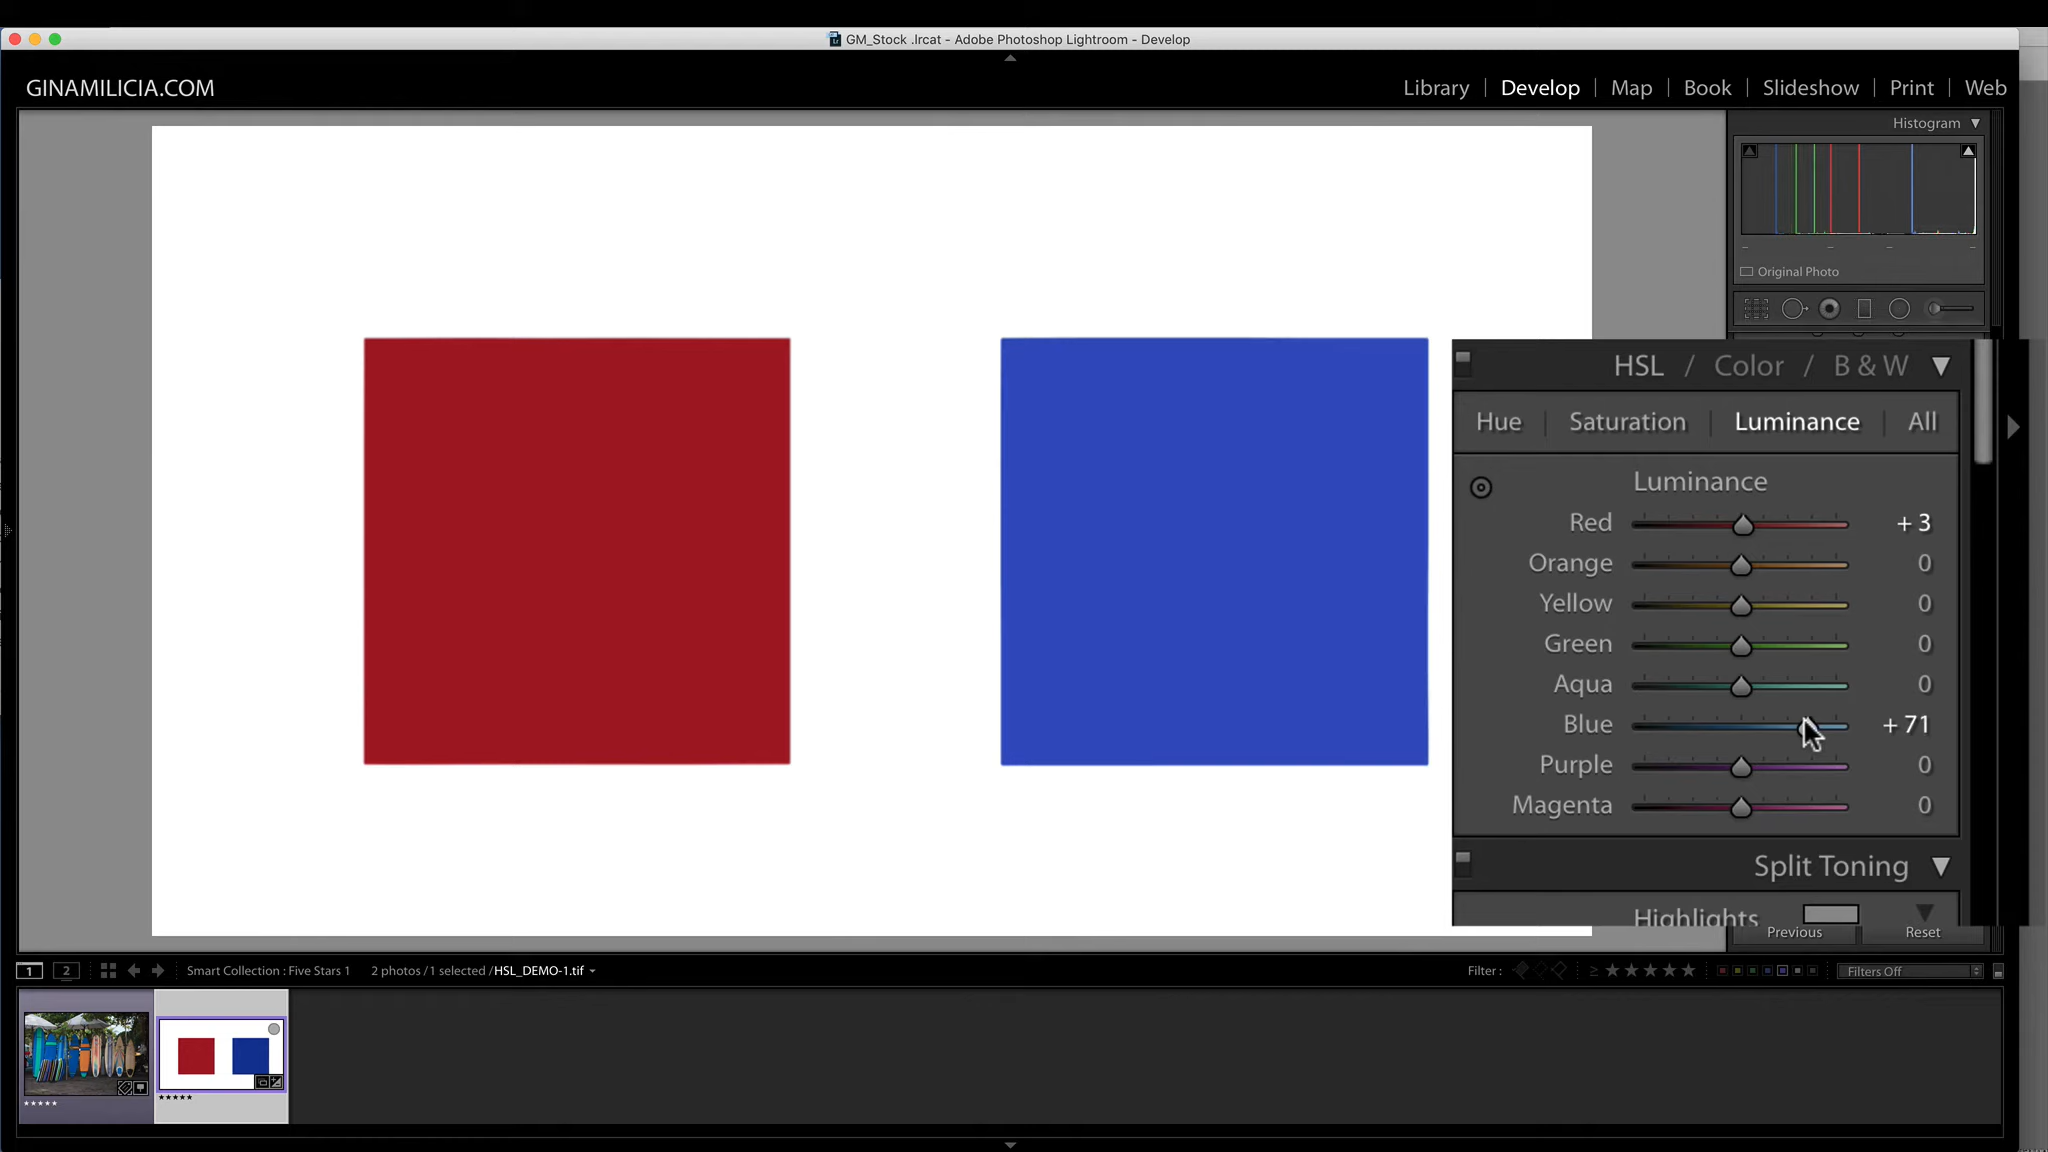 GM_Stock .lrcat - Adobe Photoshop Lightroom - Develop
GINAMILICIA.COM
Library | Develop | Map | Book | Slideshow | Print | Web
Histogram
Original Photo
HSL / Color / B & W
Hue | Saturation | Luminance | All
Luminance
Red + 3
Orange 0
Yellow 0
Green 0
Aqua 0
Blue + 71
Purple 0
Magenta 0
Split Toning
Highlights
Previous Reset
1 2 Smart Collection : Five Stars 1 2 photos / 1 selected / HSL_DEMO-1.tif Filter : ≥ ★★★★★ Filters Off
★★★★★ ★★★★★